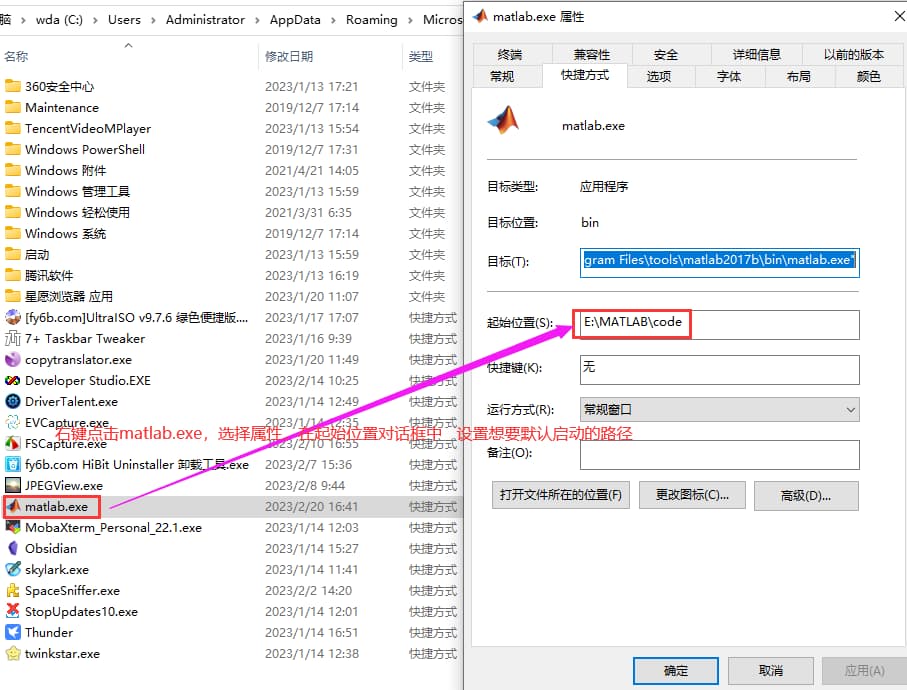 脑 › wda (C:) › Users › Administrator › AppData › Roaming › Micros
名称 修改日期 类型
360安全中心 2023/1/13 17:21 文件夹
Maintenance 2019/12/7 17:14 文件夹
TencentVideoMPlayer 2023/1/13 15:54 文件夹
Windows PowerShell 2019/12/7 17:31 文件夹
Windows 附件 2021/4/21 14:05 文件夹
Windows 管理工具 2023/1/13 15:59 文件夹
Windows 轻松使用 2021/3/31 6:35 文件夹
Windows 系统 2019/12/7 17:14 文件夹
启动 2023/1/13 15:59 文件夹
腾讯软件 2023/1/13 16:19 文件夹
星愿浏览器 应用 2023/1/20 11:07 文件夹
[fy6b.com]UltraISO v9.7.6 绿色便捷版.... 2023/1/17 17:07 快捷方式
7+ Taskbar Tweaker 2023/1/16 9:39 快捷方式
copytranslator.exe 2023/1/20 11:49 快捷方式
Developer Studio.EXE 2023/2/14 10:25 快捷方式
DriverTalent.exe 2023/1/14 12:49 快捷方式
EVCapture.exe 2023/1/14 12:35 快捷方式
FSCapture.exe 2023/2/10 16:55 快捷方式
fy6b.com HiBit Uninstaller 卸载工具.exe 2023/2/7 15:36 快捷方式
JPEGView.exe 2023/2/8 9:44 快捷方式
matlab.exe 2023/2/20 16:41 快捷方式
MobaXterm_Personal_22.1.exe 2023/1/14 12:03 快捷方式
Obsidian 2023/1/14 15:27 快捷方式
skylark.exe 2023/1/14 11:41 快捷方式
SpaceSniffer.exe 2023/2/2 14:20 快捷方式
StopUpdates10.exe 2023/1/14 12:01 快捷方式
Thunder 2023/1/14 16:51 快捷方式
twinkstar.exe 2023/1/14 12:38 快捷方式
右键点击matlab.exe，选择属性，在起始位置对话框中，设置想要默认启动的路径
matlab.exe 属性
终端 兼容性 安全 详细信息 以前的版本
常规 快捷方式 选项 字体 布局 颜色
matlab.exe
目标类型: 应用程序
目标位置: bin
目标(T): gram Files\tools\matlab2017b\bin\matlab.exe"
起始位置(S): E:\MATLAB\code
快捷键(K): 无
运行方式(R): 常规窗口
备注(O):
打开文件所在的位置(F) 更改图标(C)... 高级(D)...
确定 取消 应用(A)